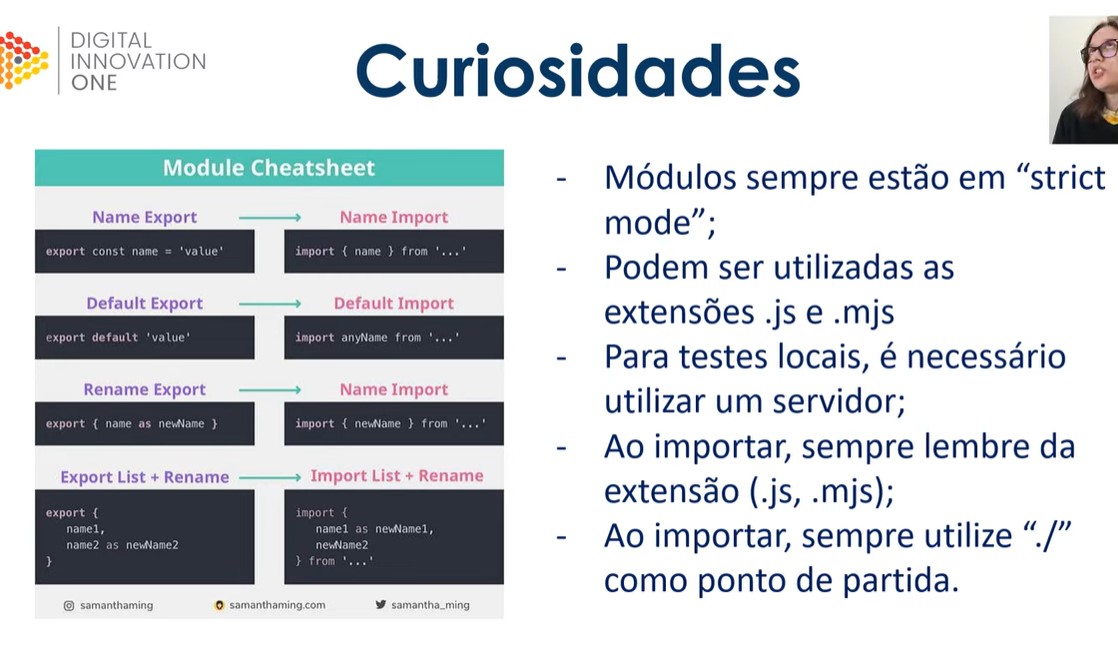 DIGITAL
INNOVATION
ONE
Curiosidades
Module Cheatsheet
Name Export
Name Import
export const name = 'value'
import { name } from '...'
Default Export
Default Import
export default 'value'
import anyName from '...'
Rename Export
Name Import
export { name as newName }
import { newName } from '...'
Export List + Rename
Import List + Rename
export {
name1,
name2 as newName2
}
import {
name1 as newName1,
newName2
} from '...'
samanthaming
samanthaming.com
samantha_ming
- Módulos sempre estão em “strict
mode”;
- Podem ser utilizadas as
extensões .js e .mjs
- Para testes locais, é necessário
utilizar um servidor;
- Ao importar, sempre lembre da
extensão (.js, .mjs);
- Ao importar, sempre utilize “./”
como ponto de partida.